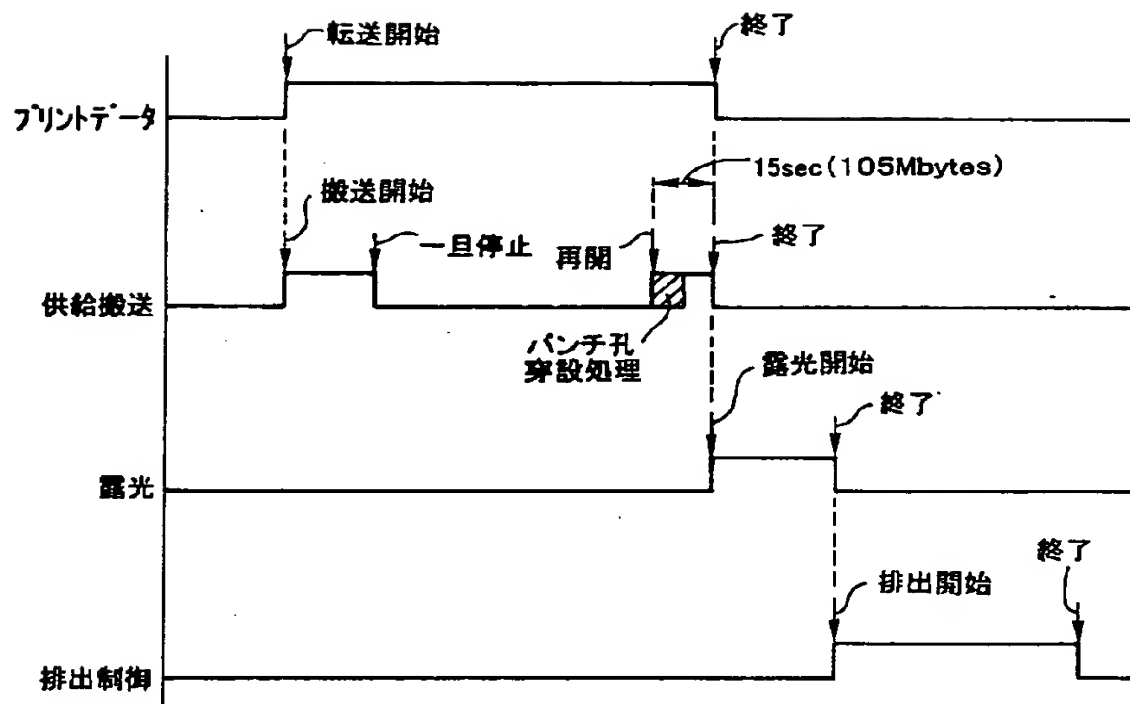 転送開始
終了
プリントデータ
15sec(105Mbytes)
搬送開始
一旦停止
再開
終了
供給搬送
パンチ孔
穿設処理
露光開始
終了
露光
排出開始
終了
排出制御